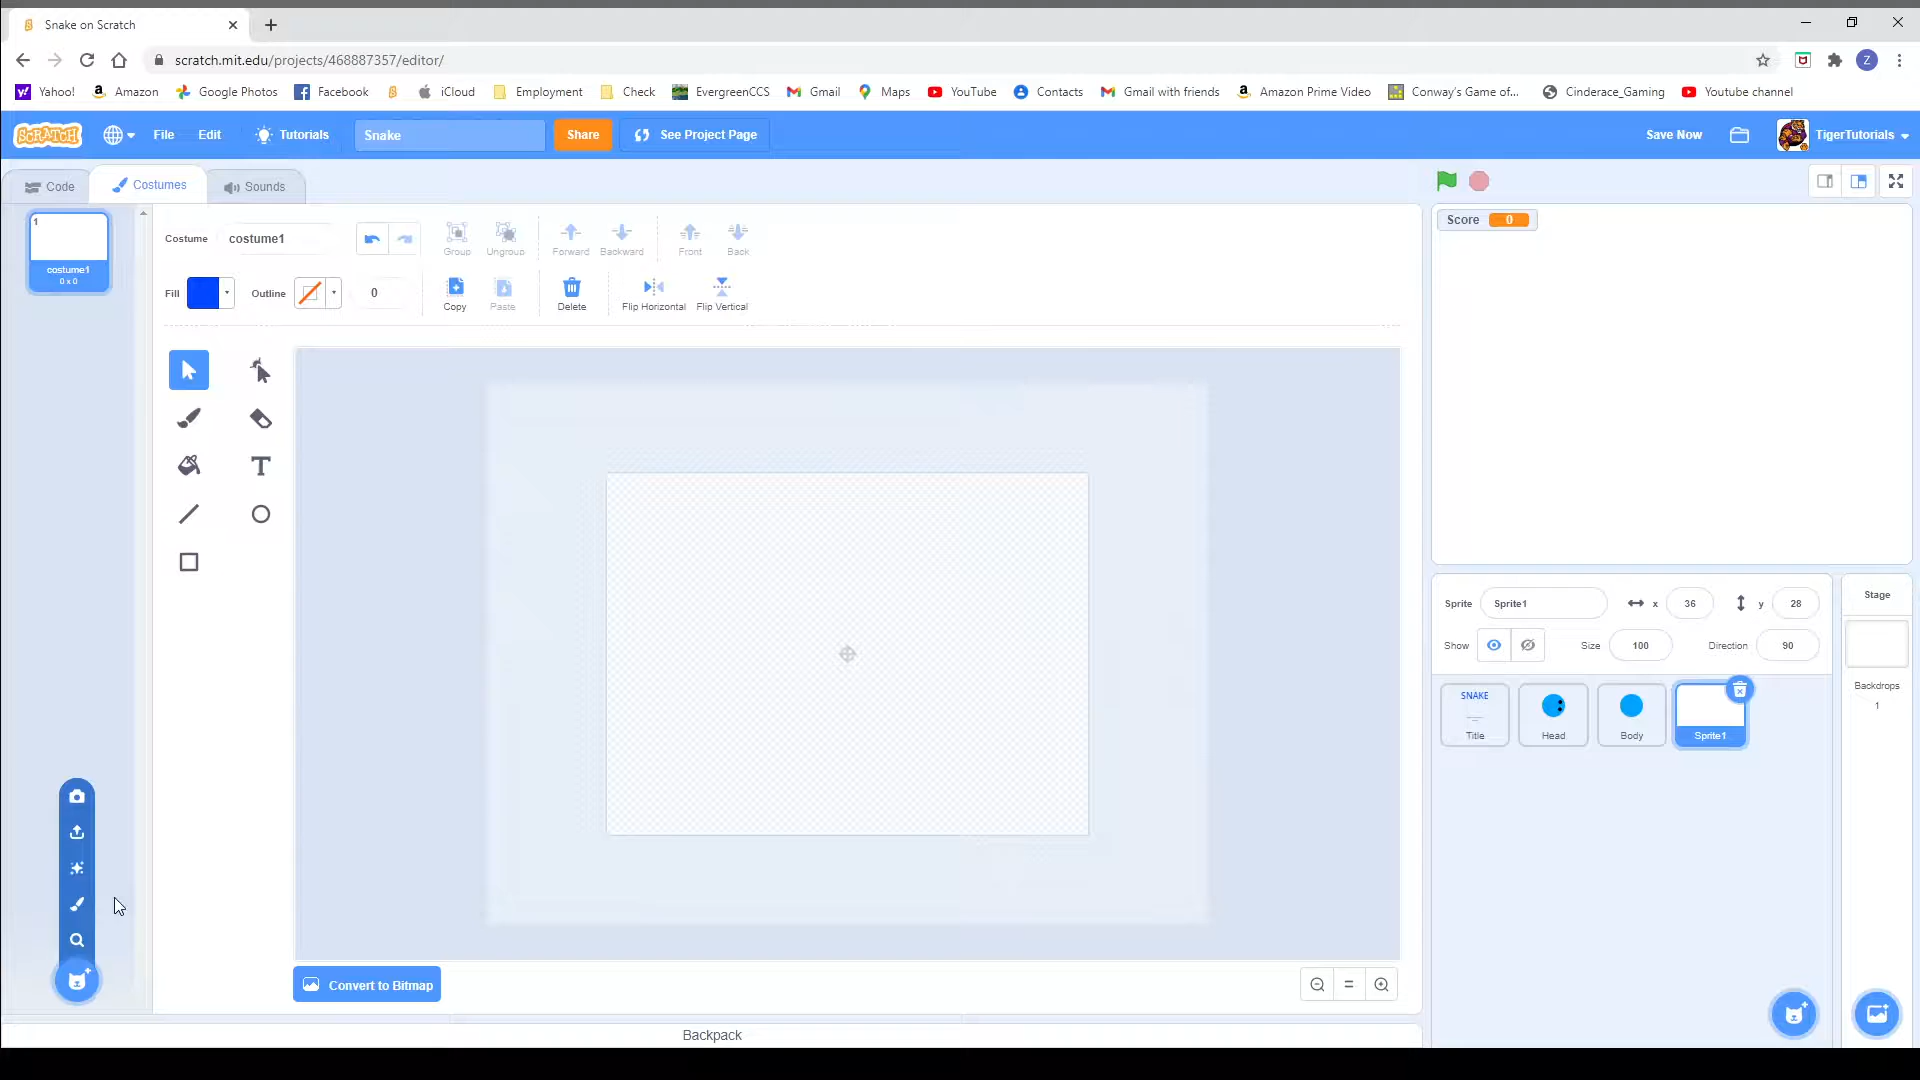 Snake on Scratch
scratch.mit.edu/projects/468887357/editor/
Z
Yahoo!
Amazon
Google Photos
Facebook
iCloud
Employment
Check
EvergreenCCS
Gmail
Maps
YouTube
Contacts
Gmail with friends
Amazon Prime Video
Conway's Game of...
Cinderace_Gaming
Youtube channel
SCRATCH
File
Edit
Tutorials
Snake
Share
See Project Page
Save Now
TigerTutorials
Code
Costumes
Sounds
1
costume1
0 x 0
Costume
costume1
Group
Ungroup
Forward
Backward
Front
Back
Fill
Outline
0
Copy
Paste
Delete
Flip Horizontal
Flip Vertical
Convert to Bitmap
Backpack
Score 0
Sprite
Sprite1
x
36
y
28
Show
Size
100
Direction
90
SNAKE
Title
Head
Body
Sprite1
Stage
Backdrops
1